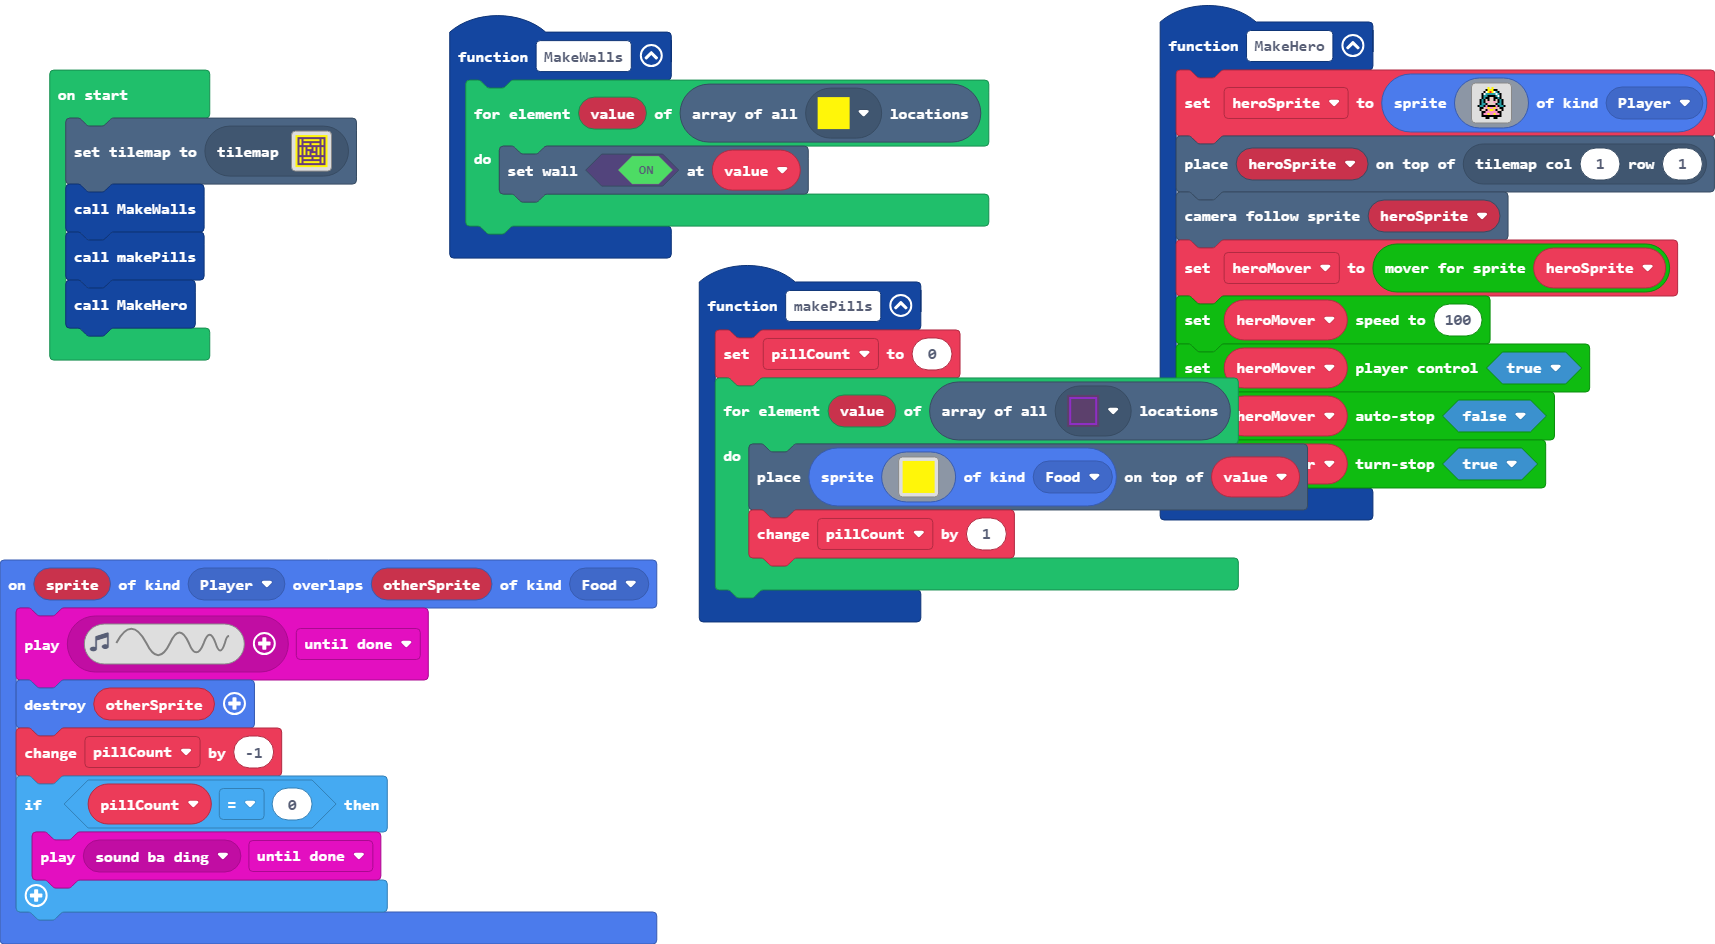 on start
set tilemap to tilemap
call MakeWalls
call makePills
call MakeHero
function MakeWalls
for element value of array of all locations
do
set wall ON at value
function makePills
set pillCount to 0
for element value of array of all locations
do
place sprite of kind Food on top of value
change pillCount by 1
function MakeHero
set heroSprite to sprite of kind Player
place heroSprite on top of tilemap col 1 row 1
camera follow sprite heroSprite
set heroMover to mover for sprite heroSprite
set heroMover speed to 100
set heroMover player control true
heroMover auto-stop false
r turn-stop true
on sprite of kind Player overlaps otherSprite of kind Food
play until done
destroy otherSprite
change pillCount by -1
if pillCount = 0 then
play sound ba ding until done